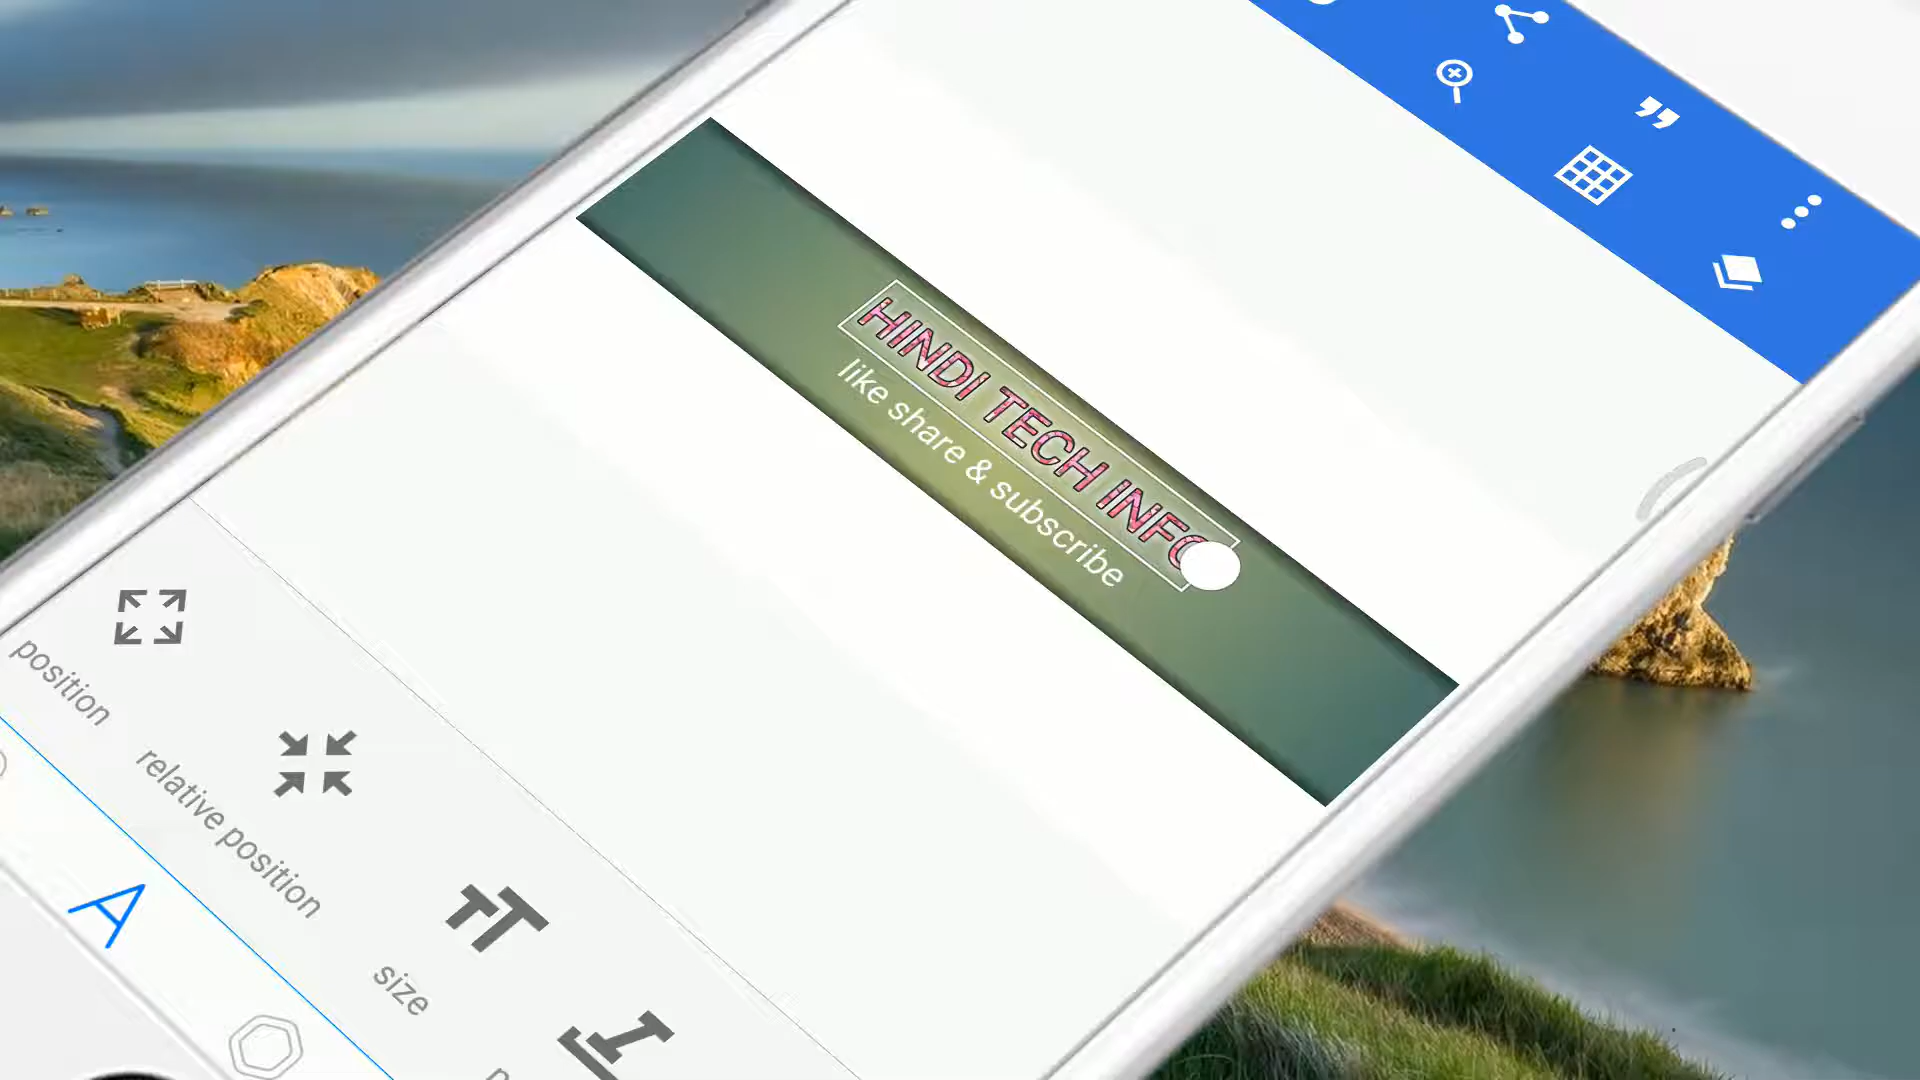 HINDI TECH INFO
like share & subscribe
position
relative position
size